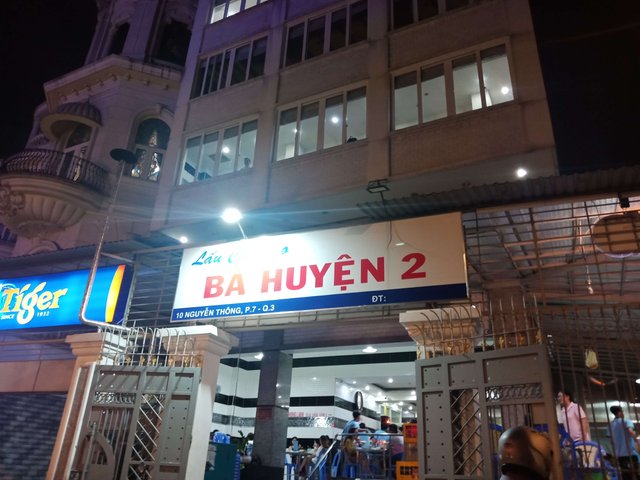 Lẩu
BA HUYỆN 2
10 NGUYỄN THÔNG, P.7 - Q.3
ĐT:
Tiger
SINCE 1932